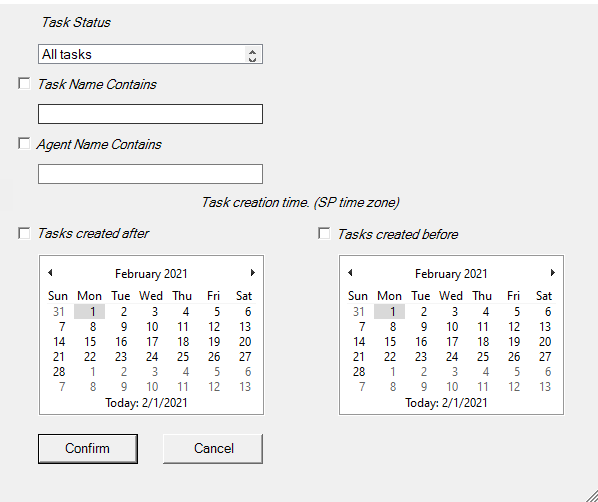 Task Status
All tasks
Task Name Contains
Agent Name Contains
Task creation time. (SP time zone)
Tasks created after
Tasks created before
February 2021
Sun Mon Tue Wed Thu Fri Sat
31 1 2 3 4 5 6
7 8 9 10 11 12 13
14 15 16 17 18 19 20
21 22 23 24 25 26 27
28 1 2 3 4 5 6
7 8 9 10 11 12 13
Today: 2/1/2021
February 2021
Sun Mon Tue Wed Thu Fri Sat
31 1 2 3 4 5 6
7 8 9 10 11 12 13
14 15 16 17 18 19 20
21 22 23 24 25 26 27
28 1 2 3 4 5 6
7 8 9 10 11 12 13
Today: 2/1/2021
Confirm
Cancel